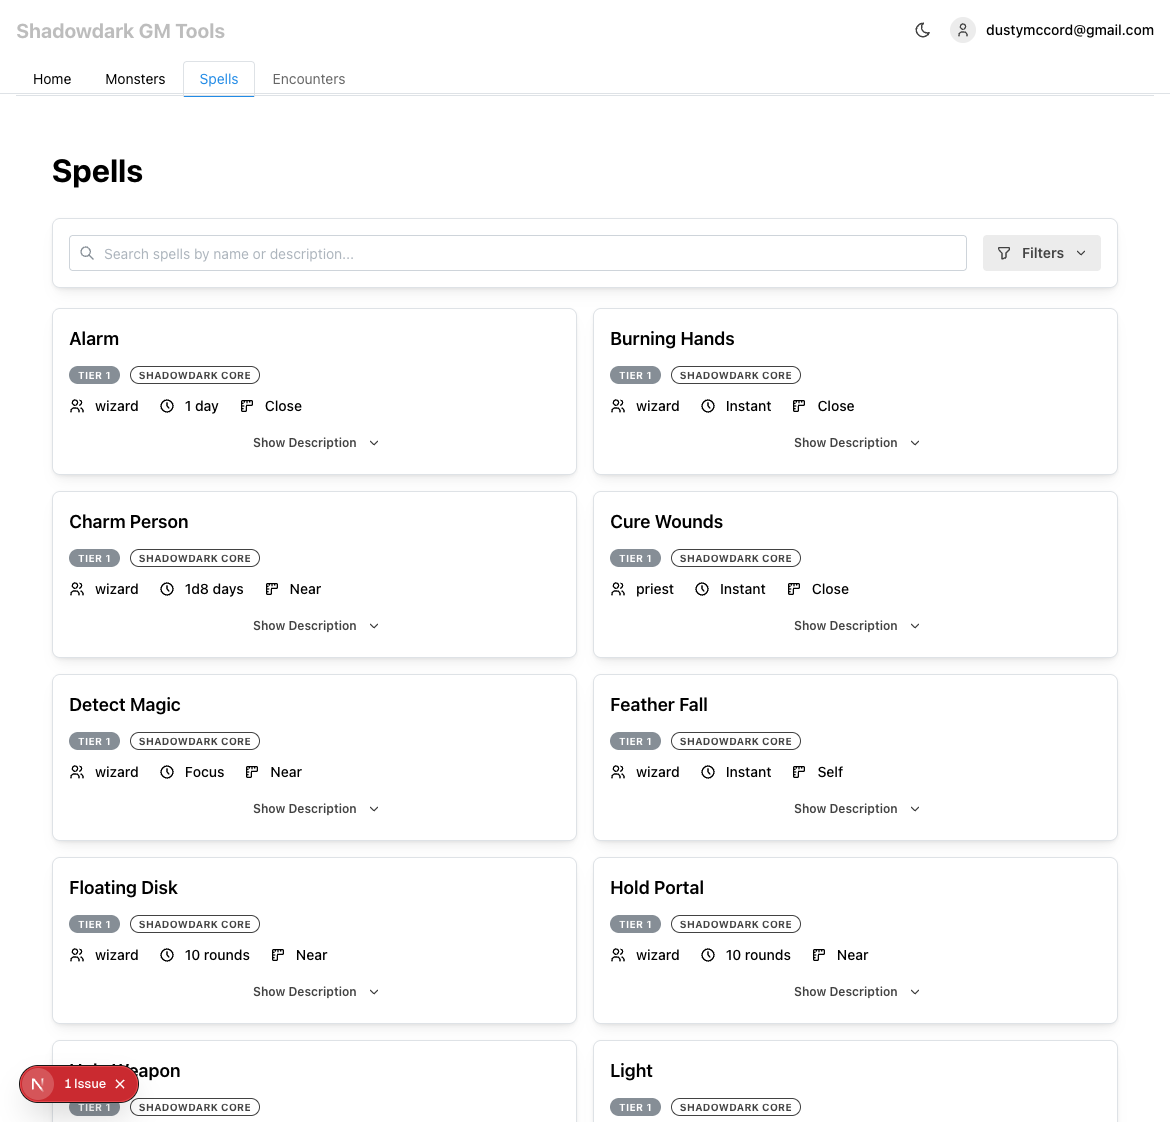 Shadowdark GM Tools
dustymccord@gmail.com
Home Monsters Spells Encounters
Spells
Search spells by name or description...
Filters
Alarm
TIER 1 SHADOWDARK CORE
wizard 1 day Close
Show Description
Burning Hands
TIER 1 SHADOWDARK CORE
wizard Instant Close
Show Description
Charm Person
TIER 1 SHADOWDARK CORE
wizard 1d8 days Near
Show Description
Cure Wounds
TIER 1 SHADOWDARK CORE
priest Instant Close
Show Description
Detect Magic
TIER 1 SHADOWDARK CORE
wizard Focus Near
Show Description
Feather Fall
TIER 1 SHADOWDARK CORE
wizard Instant Self
Show Description
Floating Disk
TIER 1 SHADOWDARK CORE
wizard 10 rounds Near
Show Description
Hold Portal
TIER 1 SHADOWDARK CORE
wizard 10 rounds Near
Show Description
Weapon
TIER 1 SHADOWDARK CORE
Light
TIER 1 SHADOWDARK CORE
N 1 Issue